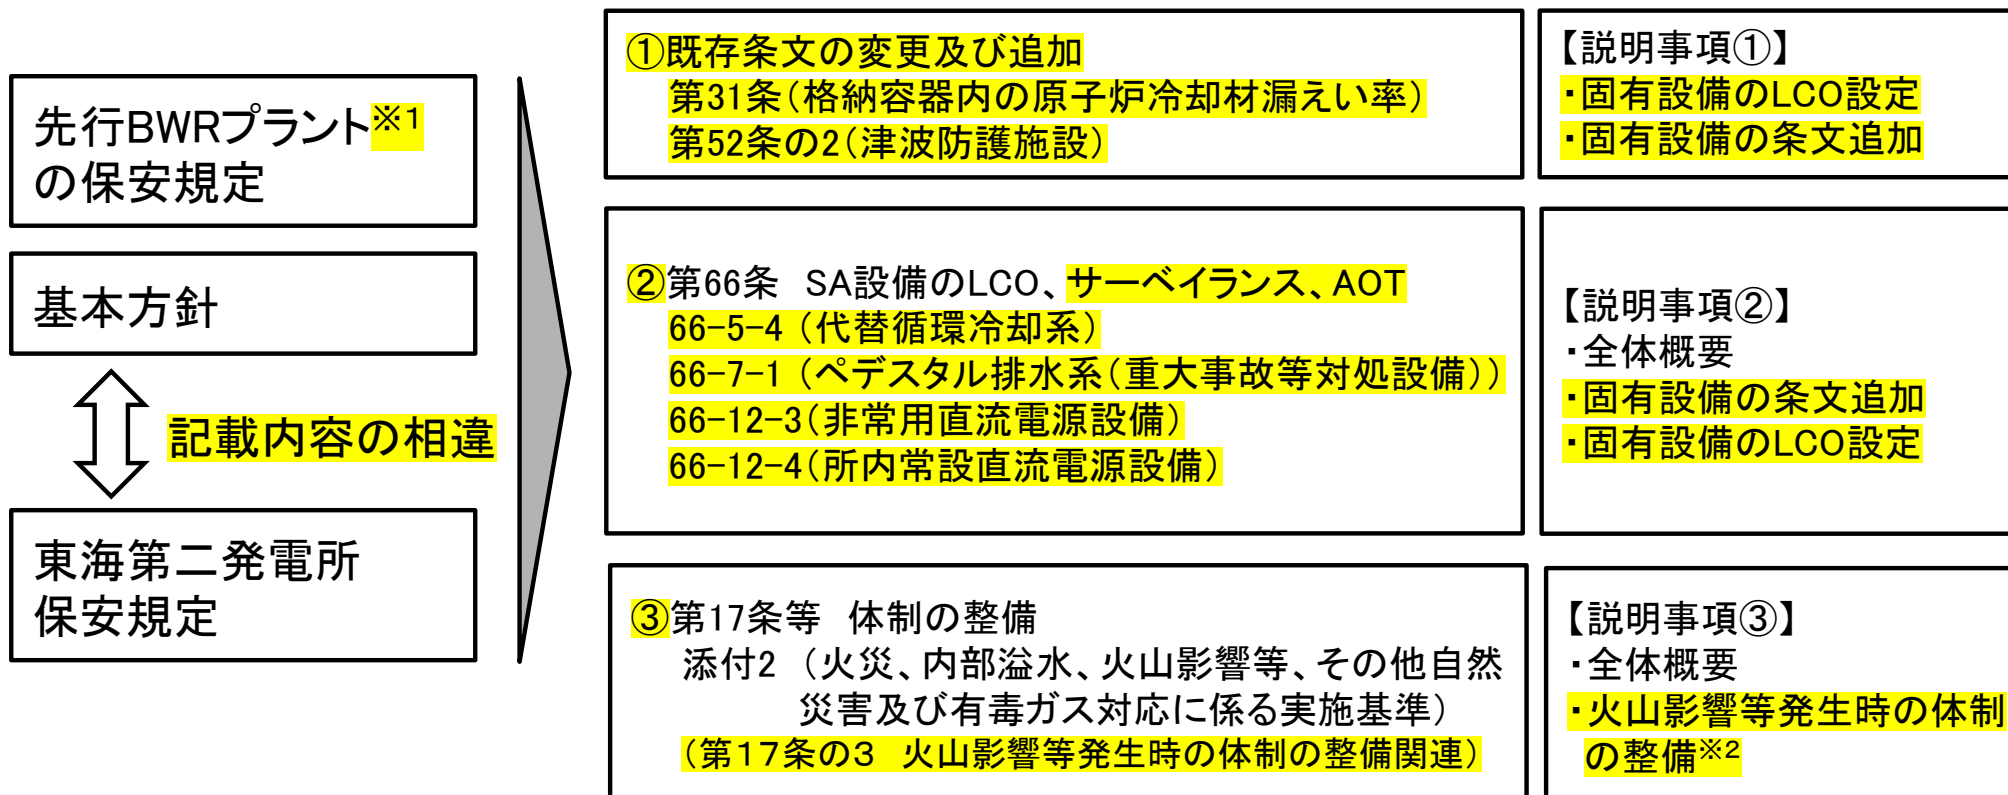 先行BWRプラント※1
の保安規定
基本方針
記載内容の相違
東海第二発電所
保安規定
①既存条文の変更及び追加
第31条(格納容器内の原子炉冷却材漏えい率)
第52条の2(津波防護施設)
【説明事項①】
・固有設備のLCO設定
・固有設備の条文追加
②第66条 SA設備のLCO、サーベイランス、AOT
66-5-4 (代替循環冷却系)
66-7-1 (ペデスタル排水系(重大事故等対処設備))
66-12-3(非常用直流電源設備)
66-12-4(所内常設直流電源設備)
【説明事項②】
・全体概要
・固有設備の条文追加
・固有設備のLCO設定
③第17条等 体制の整備
添付2 (火災、内部溢水、火山影響等、その他自然
災害及び有毒ガス対応に係る実施基準)
(第17条の3 火山影響等発生時の体制の整備関連)
【説明事項③】
・全体概要
・火山影響等発生時の体制
の整備※2